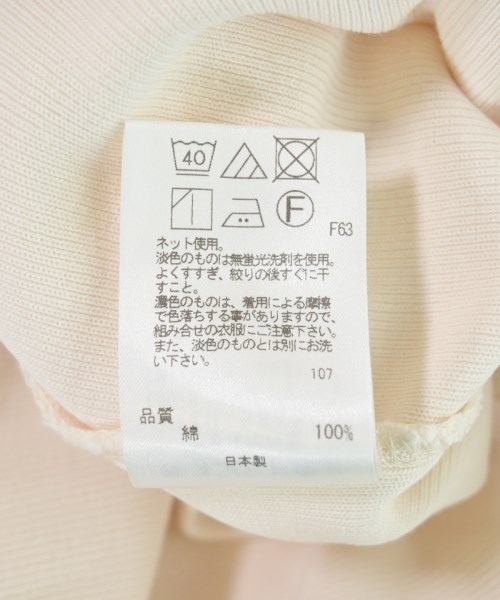 40
F
F63
ネット使用。
淡色のものは無蛍光洗剤を使用。
よくすすぎ、絞りの後すぐに干
すこと。
濃色のものは、着用による摩擦
で色落ちする事がありますので、
組み合せの衣服にご注意下さい。
また、淡色のものとは別にお洗
い下さい。
107
品質
綿 100%
日本製